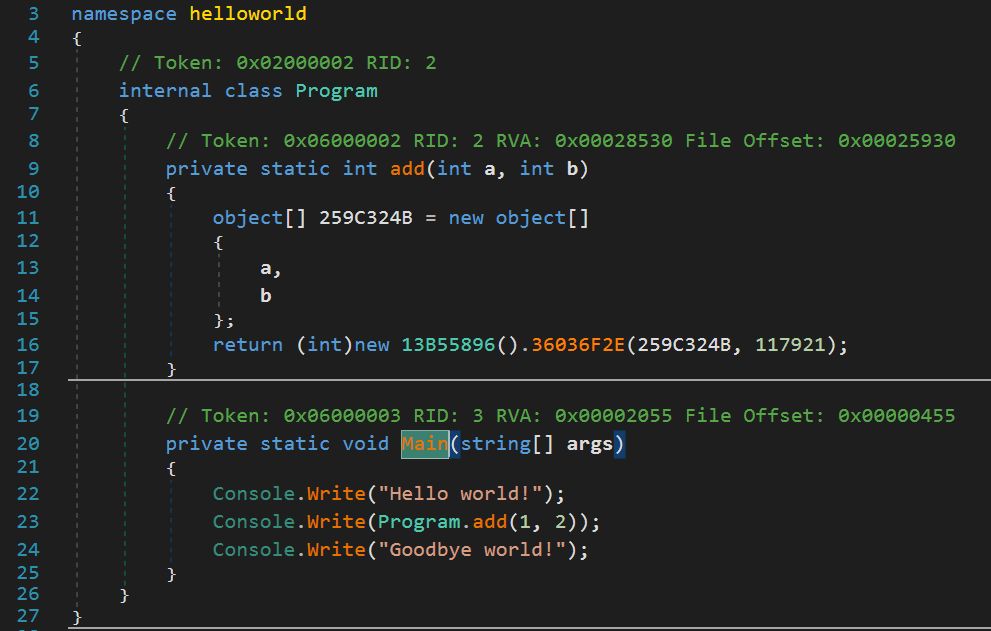 3 namespace helloworld
4 {
5 // Token: 0x02000002 RID: 2
6 internal class Program
7 {
8 // Token: 0x06000002 RID: 2 RVA: 0x00028530 File Offset: 0x00025930
9 private static int add(int a, int b)
10 {
11 object[] 259C324B = new object[]
12 {
13 a,
14 b
15 };
16 return (int)new 13B55896().36036F2E(259C324B, 117921);
17 }
18
19 // Token: 0x06000003 RID: 3 RVA: 0x00002055 File Offset: 0x00000455
20 private static void Main(string[] args)
21 {
22 Console.Write("Hello world!");
23 Console.Write(Program.add(1, 2));
24 Console.Write("Goodbye world!");
25 }
26 }
27 }